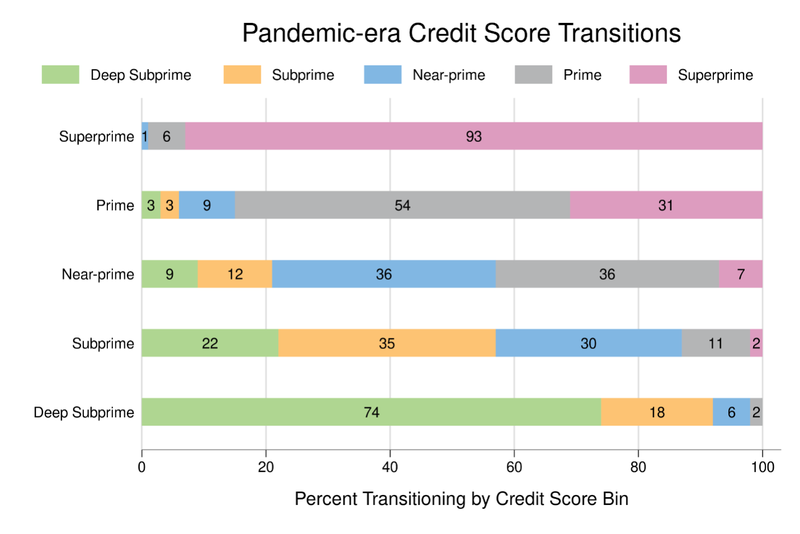 Pandemic-era Credit Score Transitions
Deep Subprime Subprime Near-prime Prime Superprime
Superprime 1 6 93
Prime 3 3 9 54 31
Near-prime 9 12 36 36 7
Subprime 22 35 30 11 2
Deep Subprime 74 18 6 2
0 20 40 60 80 100
Percent Transitioning by Credit Score Bin